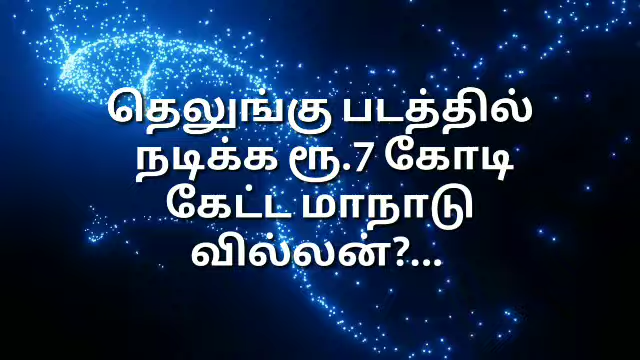 தெலுங்கு படத்தில்
நடிக்க ரூ.7 கோடி
கேட்ட மாநாடு
வில்லன்?...